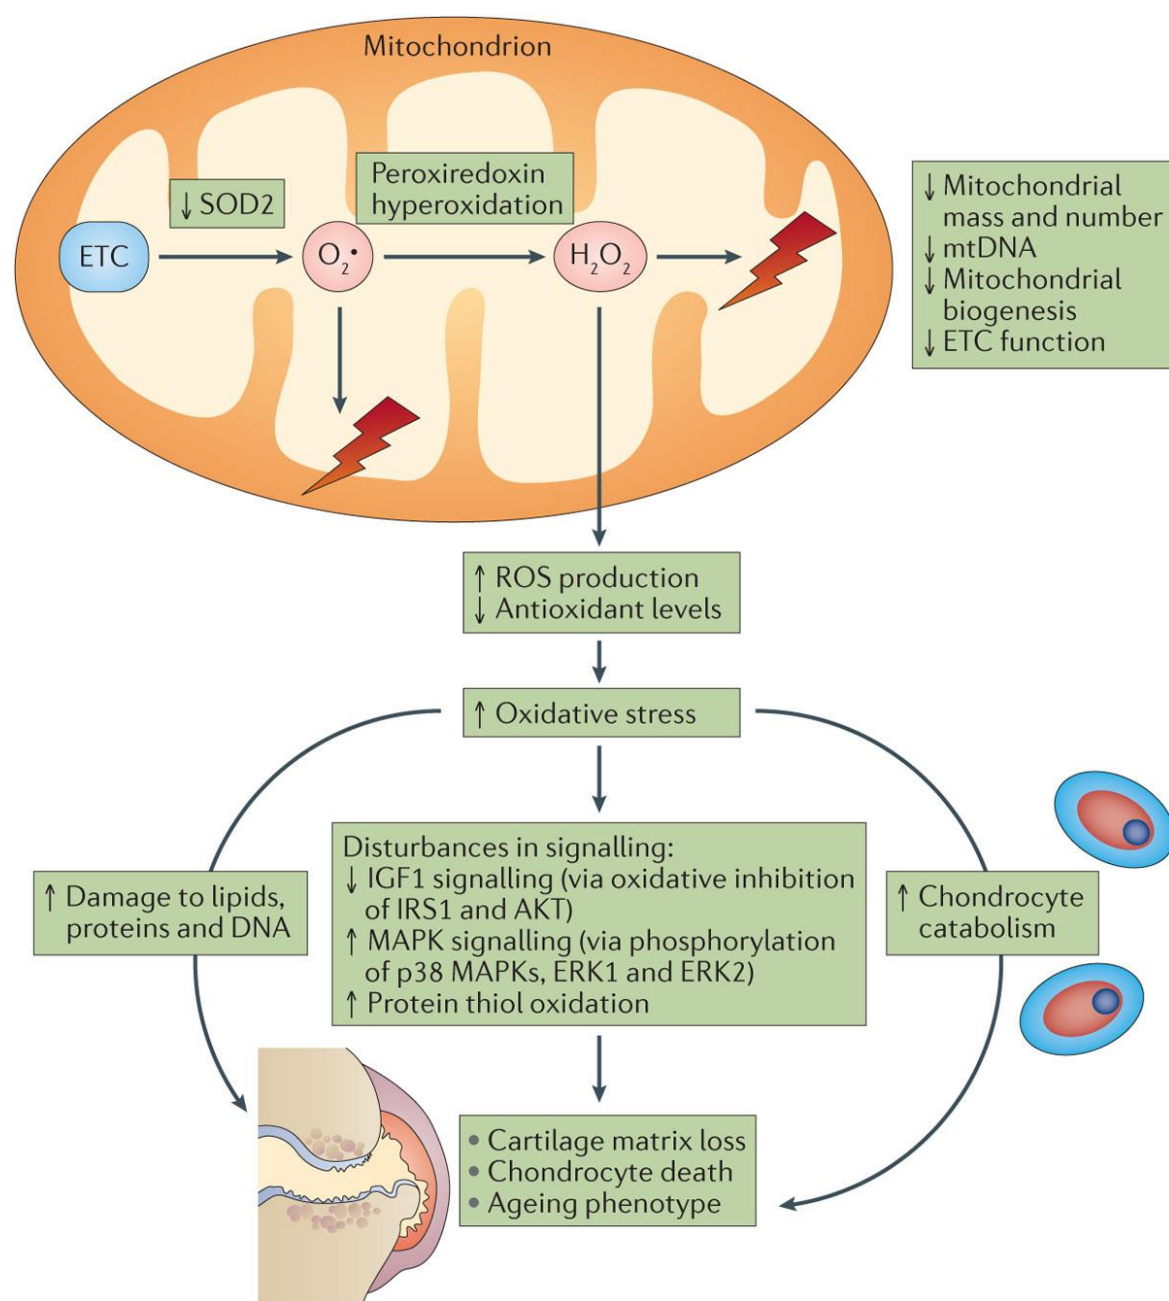 Mitochondrion
↓ SOD2
Peroxiredoxin
hyperoxidation
ETC
O₂•
H₂O₂
↓ Mitochondrial
mass and number
↓ mtDNA
↓ Mitochondrial
biogenesis
↓ ETC function
↑ ROS production
↓ Antioxidant levels
↑ Oxidative stress
↑ Damage to lipids,
proteins and DNA
Disturbances in signalling:
↓ IGF1 signalling (via oxidative inhibition
of IRS1 and AKT)
↑ MAPK signalling (via phosphorylation
of p38 MAPKs, ERK1 and ERK2)
↑ Protein thiol oxidation
↑ Chondrocyte
catabolism
• Cartilage matrix loss
• Chondrocyte death
• Ageing phenotype